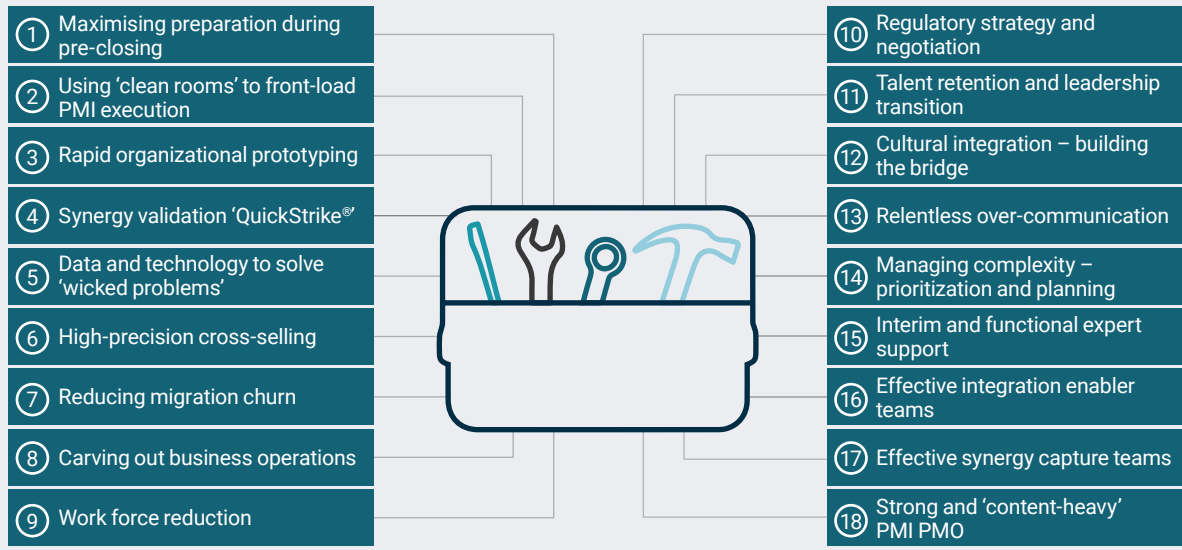 1 Maximising preparation during
pre-closing
2 Using ‘clean rooms’ to front-load
PMI execution
3 Rapid organizational prototyping
4 Synergy validation ‘QuickStrike®’
5 Data and technology to solve
‘wicked problems’
6 High-precision cross-selling
7 Reducing migration churn
8 Carving out business operations
9 Work force reduction
10 Regulatory strategy and
negotiation
11 Talent retention and leadership
transition
12 Cultural integration – building
the bridge
13 Relentless over-communication
14 Managing complexity –
prioritization and planning
15 Interim and functional expert
support
16 Effective integration enabler
teams
17 Effective synergy capture teams
18 Strong and ‘content-heavy’
PMI PMO